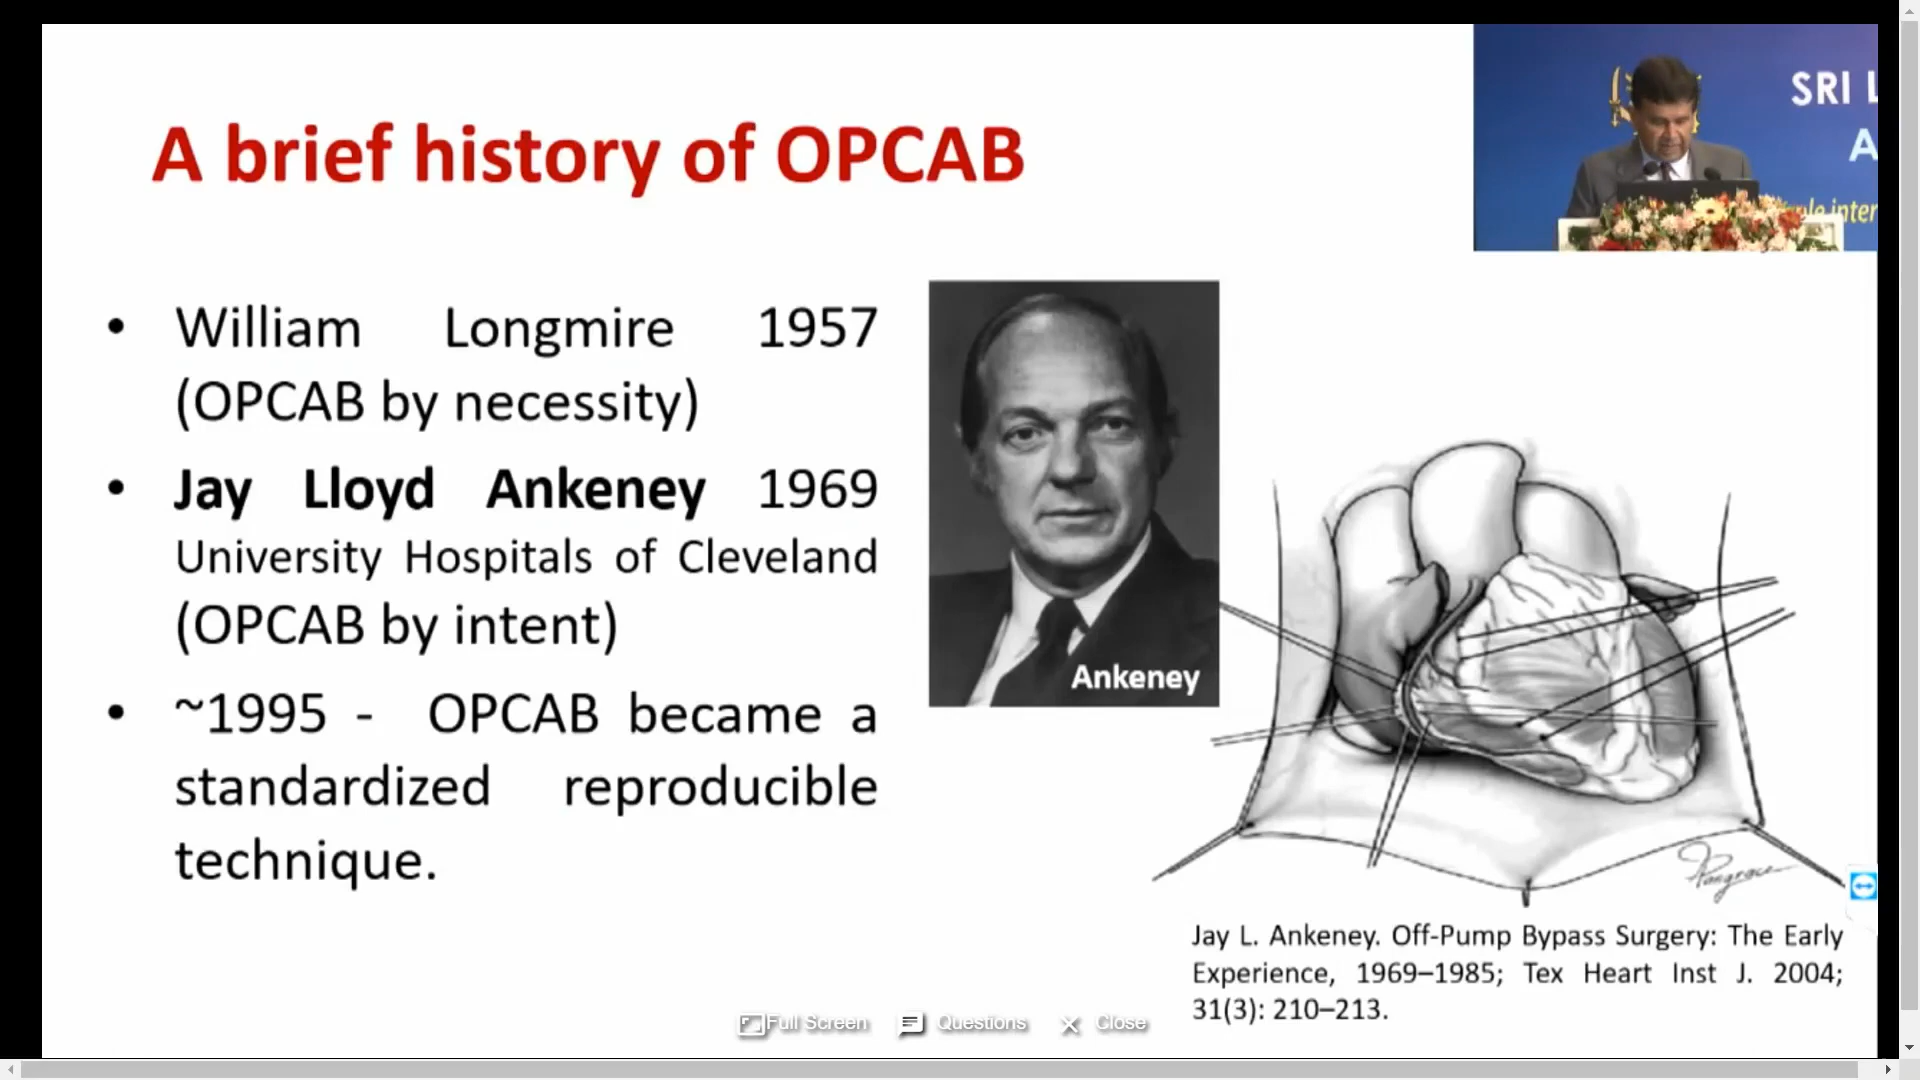 A brief history of OPCAB
SRI L
A
• William Longmire 1957
(OPCAB by necessity)
• Jay Lloyd Ankeney 1969
University Hospitals of Cleveland
(OPCAB by intent)
• ~1995 - OPCAB became a
standardized reproducible
technique.
Ankeney
Pangrace
Jay L. Ankeney. Off-Pump Bypass Surgery: The Early
Experience, 1969–1985; Tex Heart Inst J. 2004;
31(3): 210–213.
Full Screen Questions Close